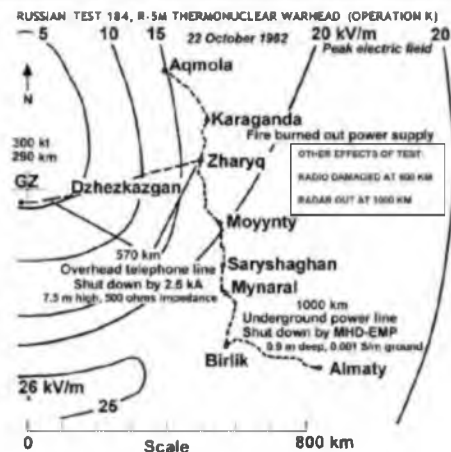 RUSSIAN TEST 184, R-5M THERMONUCLEAR WARHEAD (OPERATION K)
5 10 15 22 October 1962 20 kV/m 20
Peak electric field
Aqmola
N
Karaganda
Fire burned out power supply
300 kt
290 km
Zharyq
OTHER EFFECTS OF TEST:
RADIO DAMAGED AT 600 KM
RADAR OUT AT 1000 KM
GZ
Dzhezkazgan
Moyynty
570 km
Overhead telephone line
Shut down by 2.6 kA
7.5 m high, 500 ohms impedance
Saryshaghan
Mynaral
1000 km
Underground power line
Shut down by MHD-EMP
0.9 m deep, 0.001 S/m ground
Birlik
Almaty
26 kV/m
25
0 Scale 800 km